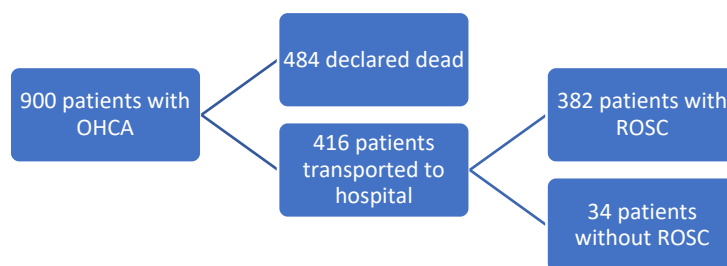 900 patients with
OHCA
484 declared dead
416 patients
transported to
hospital
382 patients with
ROSC
34 patients
without ROSC